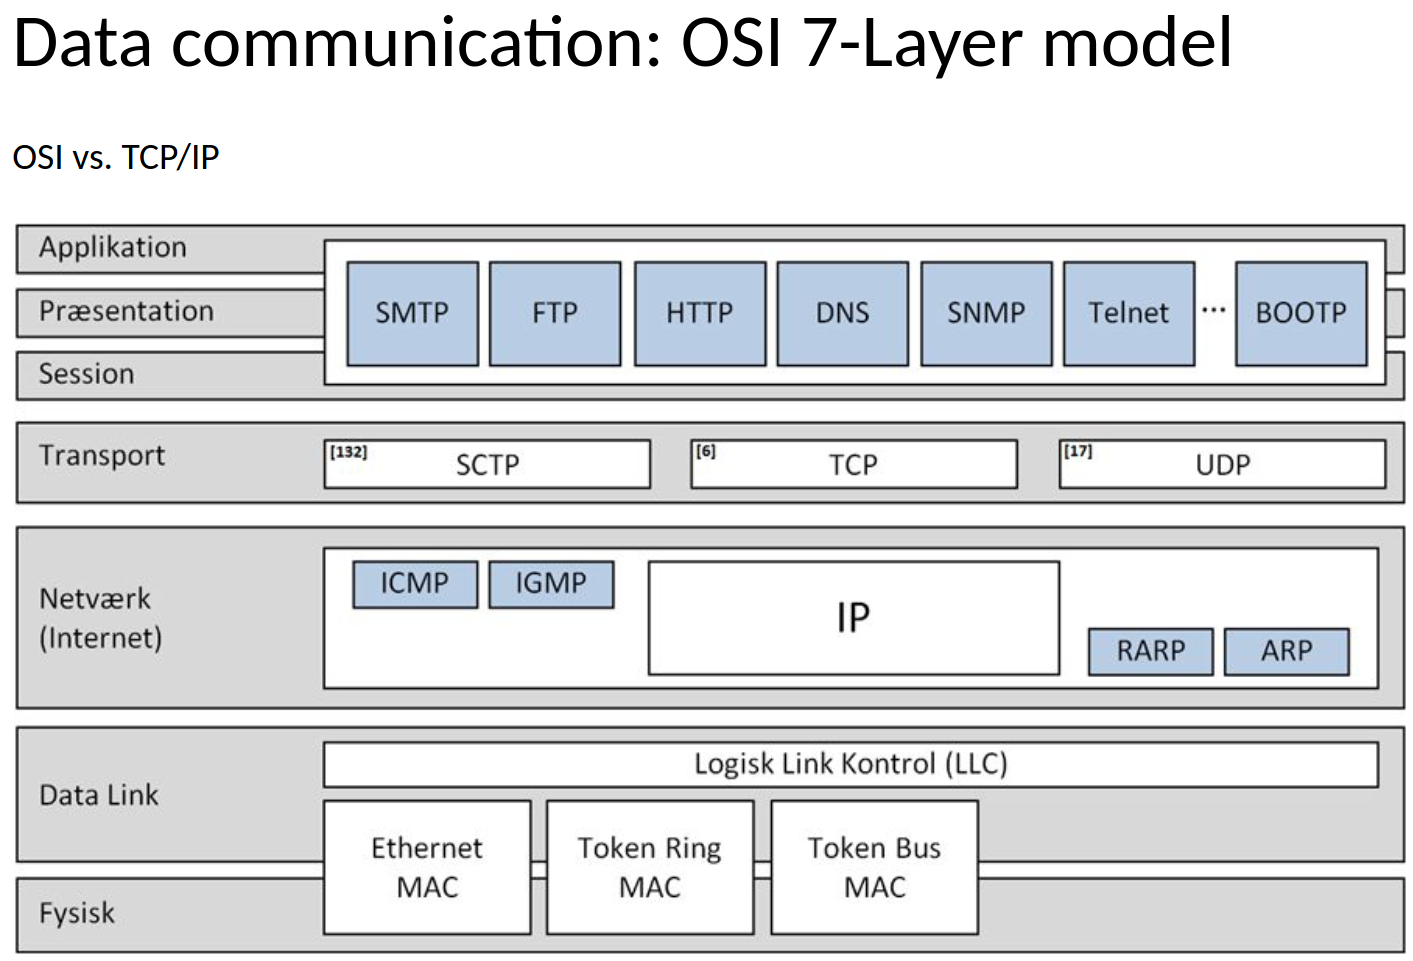 Data communication: OSI 7-Layer model
OSI vs. TCP/IP
Applikation
Præsentation
Session
SMTP FTP HTTP DNS SNMP Telnet ... BOOTP
Transport
[132] SCTP [6] TCP [17] UDP
Netværk
(Internet)
ICMP IGMP IP RARP ARP
Data Link
Logisk Link Kontrol (LLC)
Ethernet
MAC
Token Ring
MAC
Token Bus
MAC
Fysisk